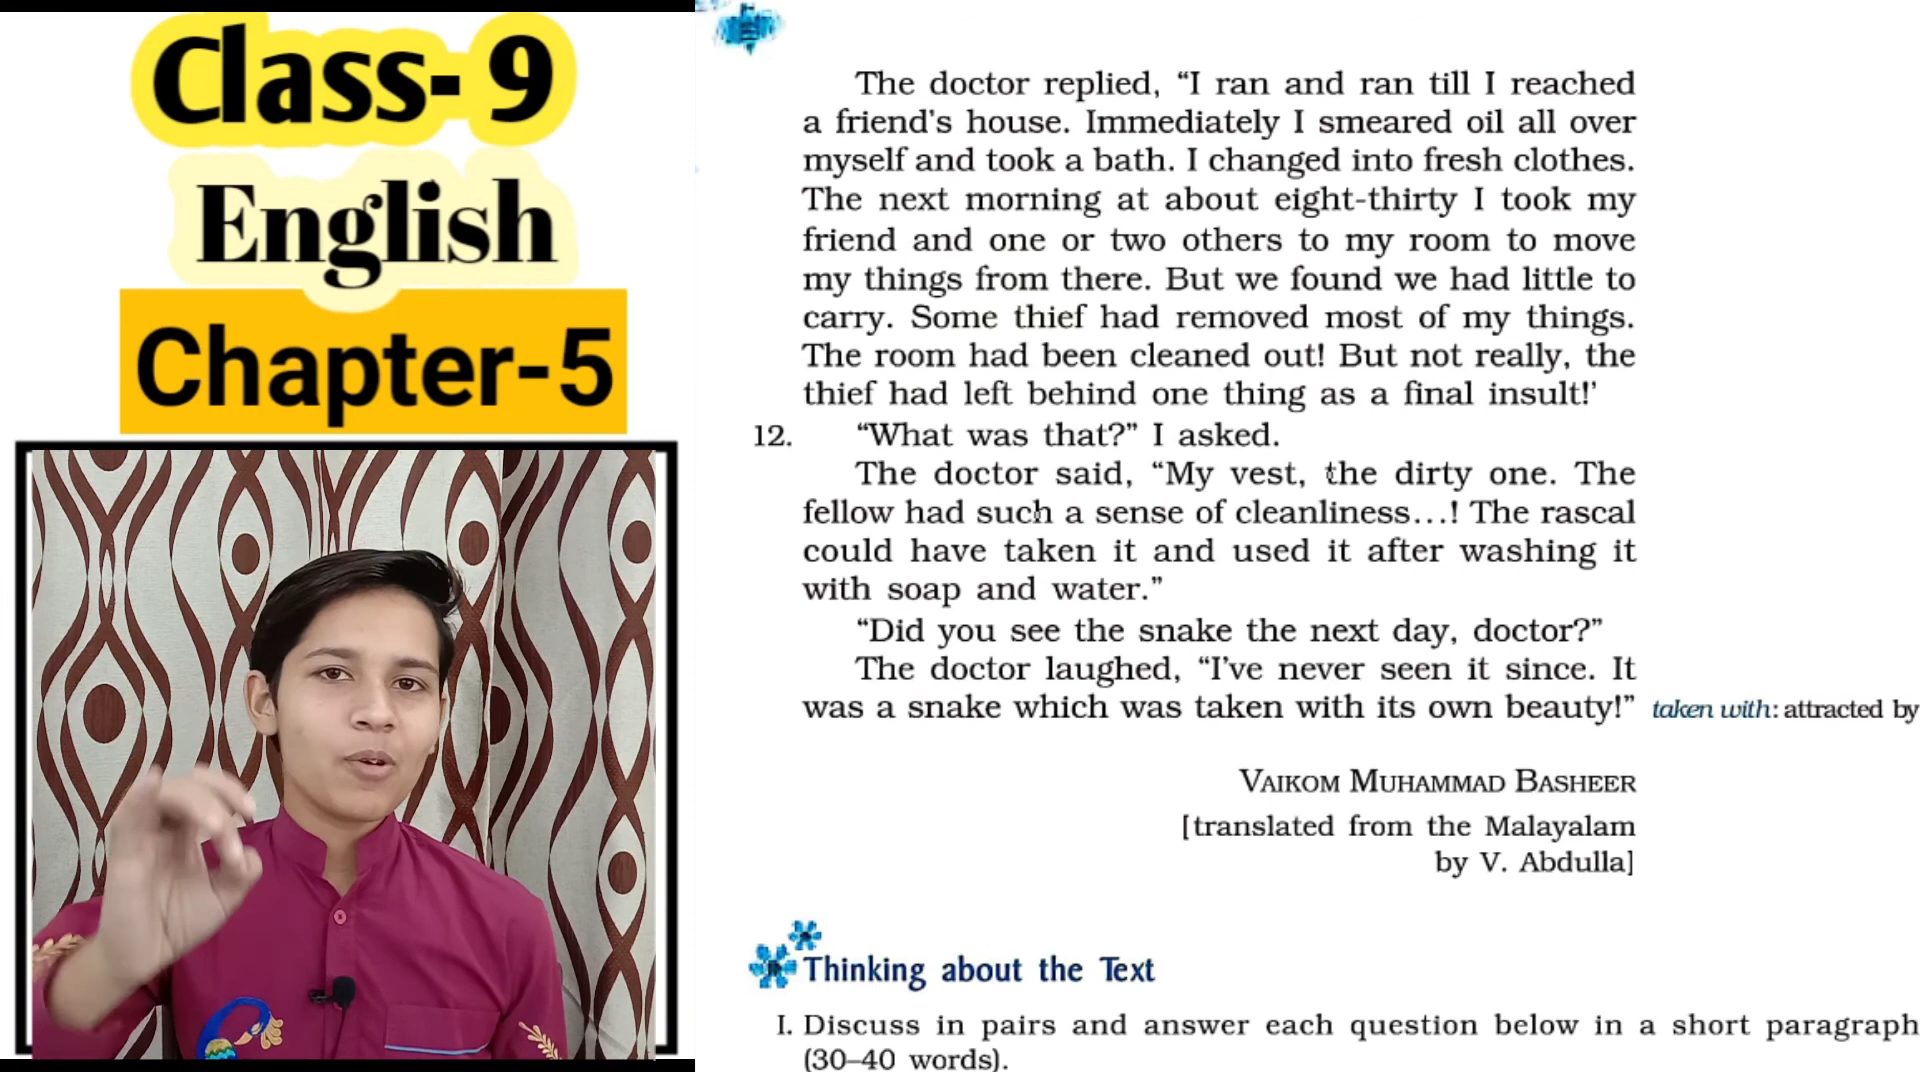 Class- 9
English
Chapter-5
The doctor replied, “I ran and ran till I reached
a friend's house. Immediately I smeared oil all over
myself and took a bath. I changed into fresh clothes.
The next morning at about eight-thirty I took my
friend and one or two others to my room to move
my things from there. But we found we had little to
carry. Some thief had removed most of my things.
The room had been cleaned out! But not really, the
thief had left behind one thing as a final insult!’
12. “What was that?” I asked.
The doctor said, “My vest, the dirty one. The
fellow had such a sense of cleanliness...! The rascal
could have taken it and used it after washing it
with soap and water.”
“Did you see the snake the next day, doctor?”
The doctor laughed, “I’ve never seen it since. It
was a snake which was taken with its own beauty!” taken with: attracted by
VAIKOM MUHAMMAD BASHEER
[translated from the Malayalam
by V. Abdulla]
Thinking about the Text
I. Discuss in pairs and answer each question below in a short paragraph
(30–40 words).